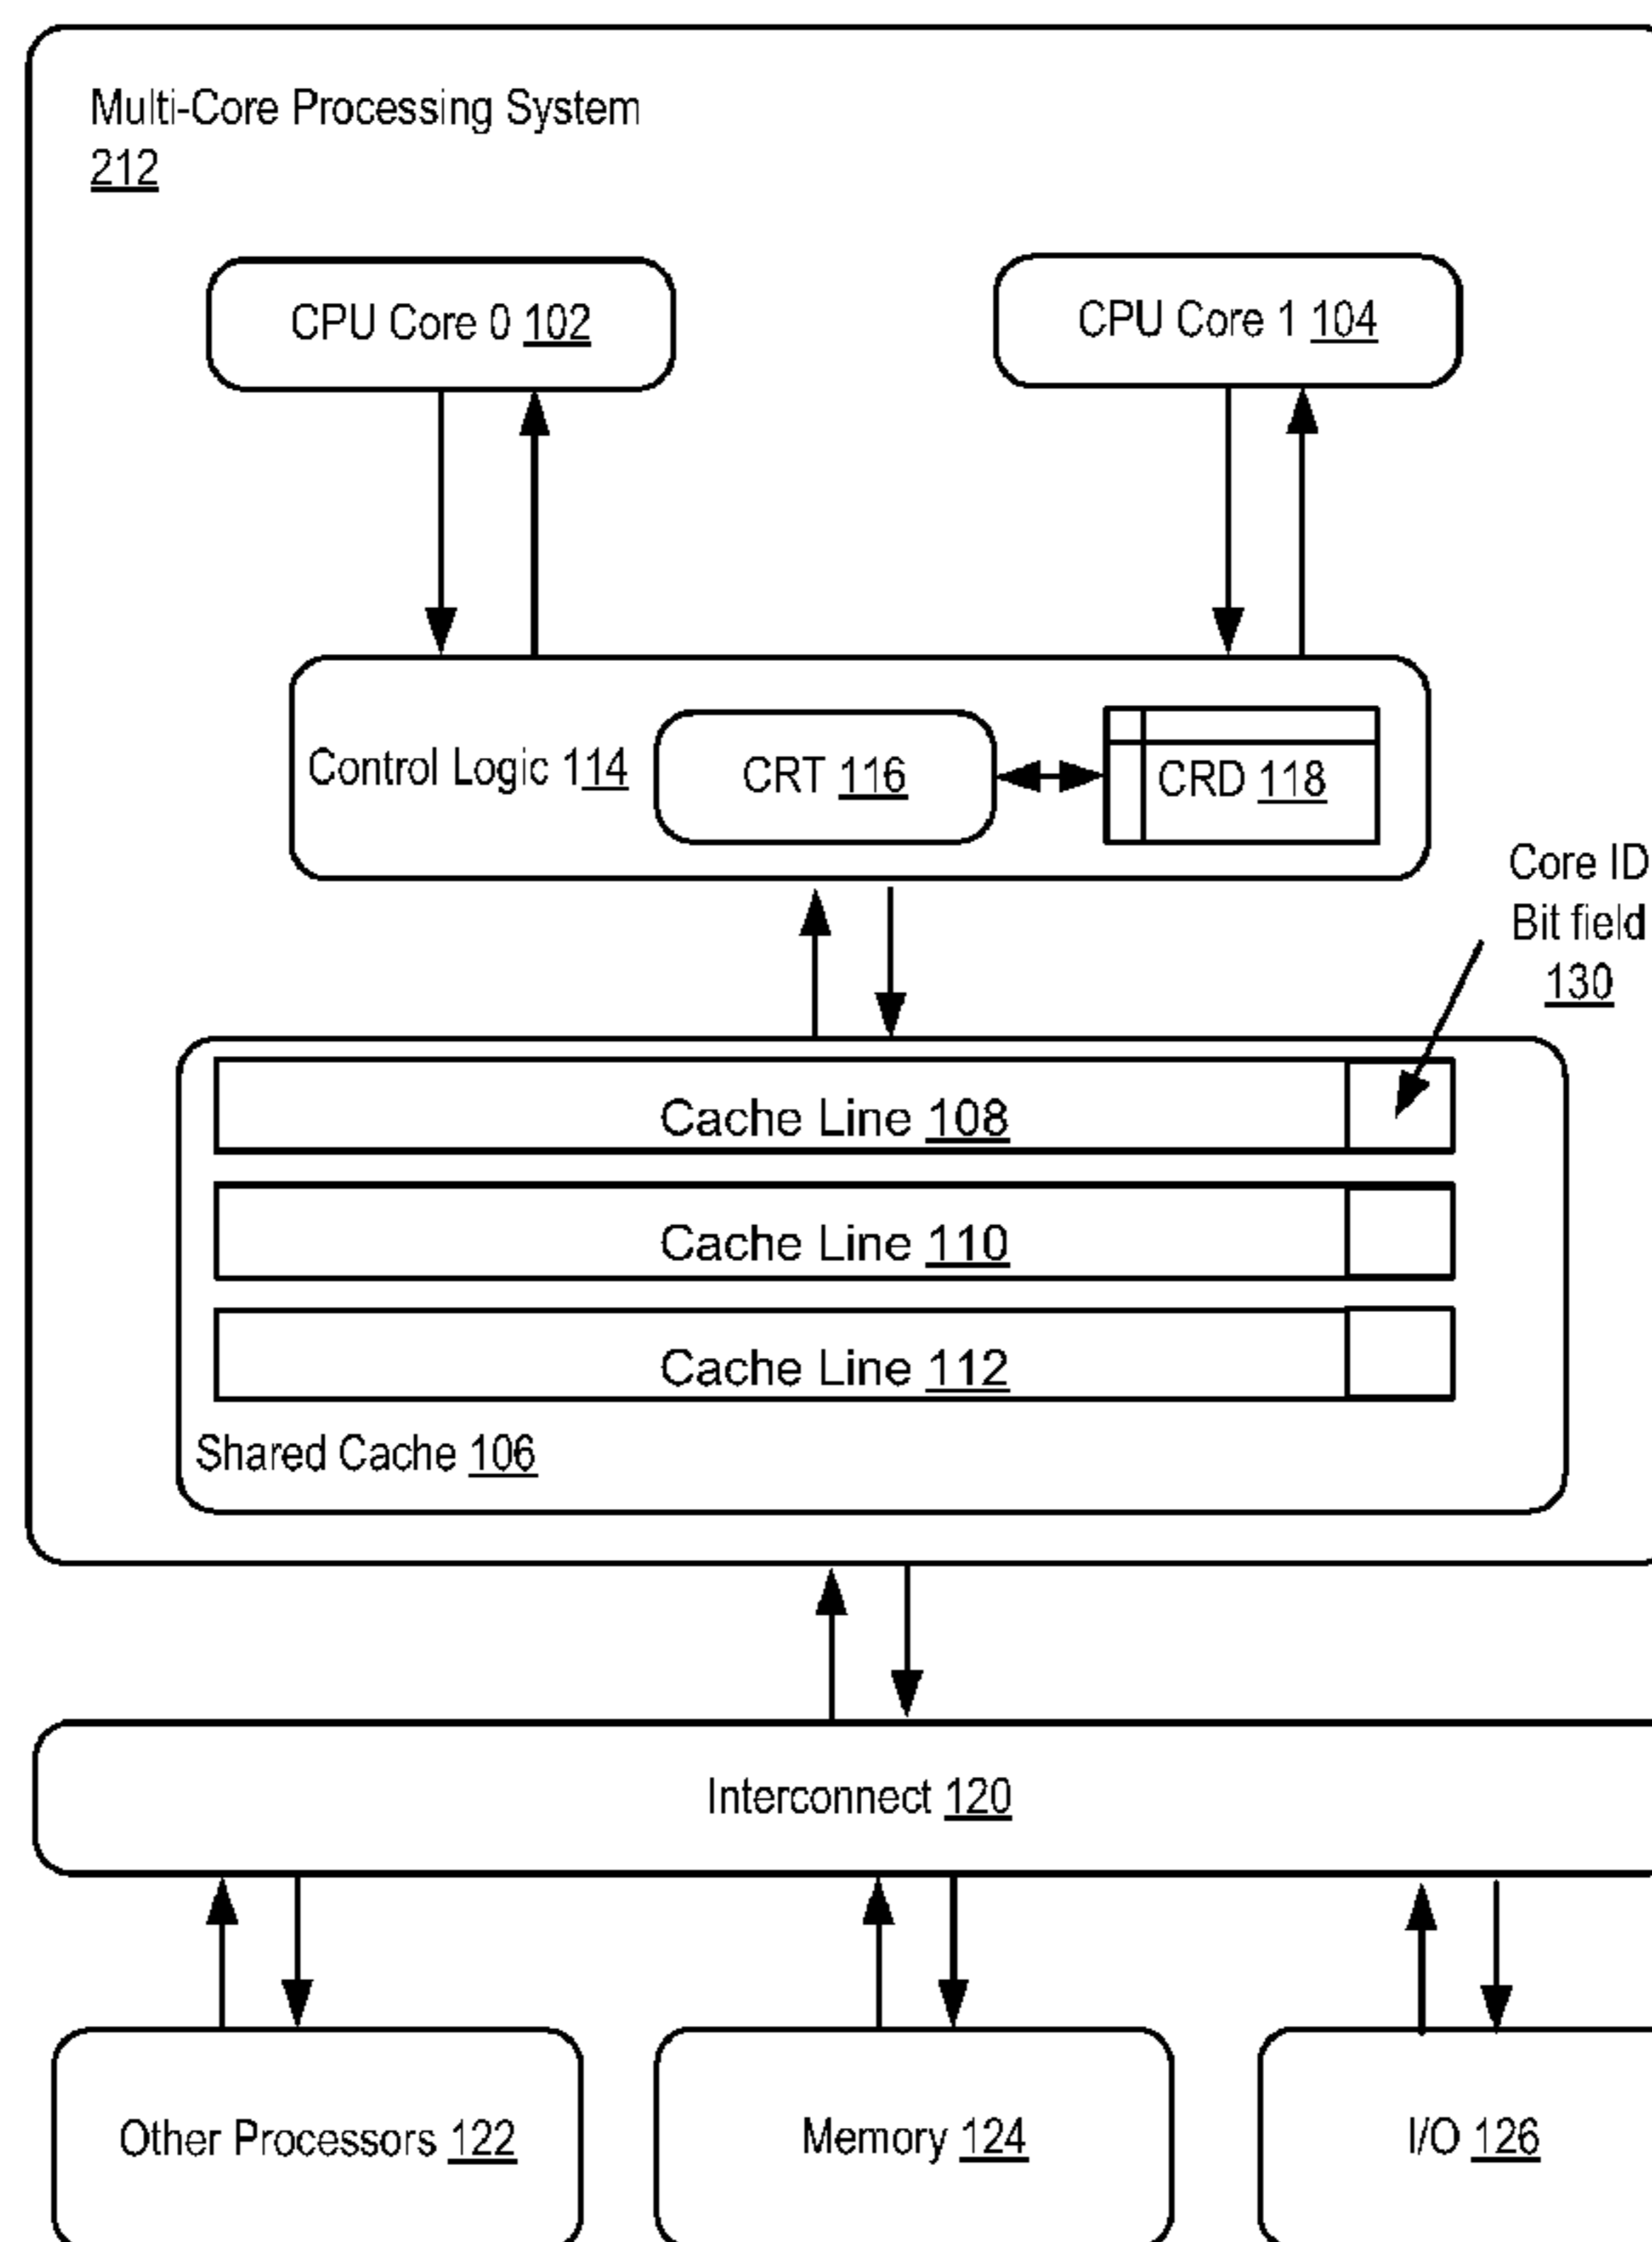 Multi-Core Processing System
212
CPU Core 0 102
CPU Core 1 104
Control Logic 114
CRT 116
CRD 118
Core ID
Bit field
130
Cache Line 108
Cache Line 110
Cache Line 112
Shared Cache 106
Interconnect 120
Other Processors 122
Memory 124
I/O 126